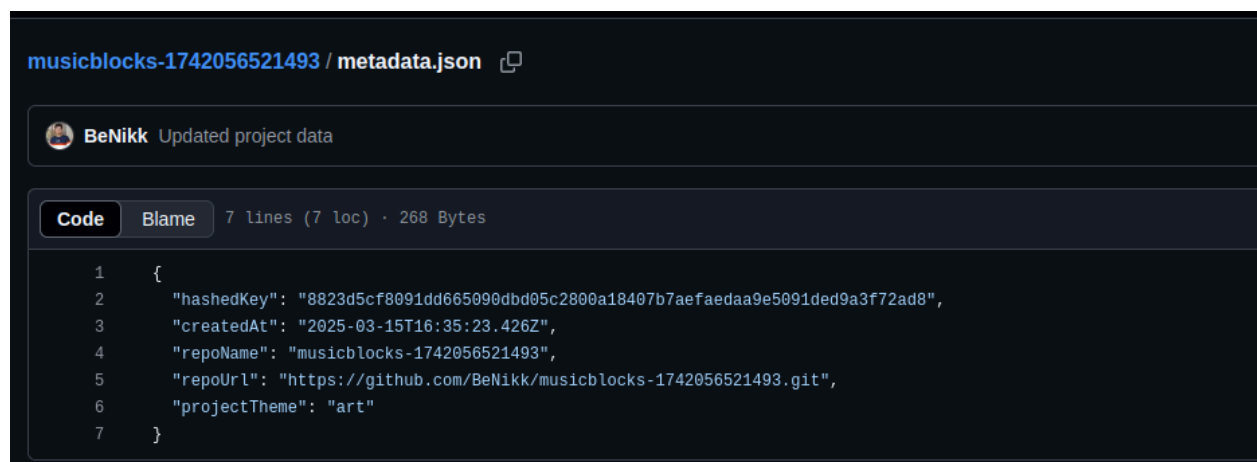 musicblocks-1742056521493 / metadata.json
BeNikk Updated project data
Code Blame 7 lines (7 loc) · 268 Bytes
1 {
2 "hashedKey": "8823d5cf8091dd665090dbd05c2800a18407b7aefaedaa9e5091ded9a3f72ad8",
3 "createdAt": "2025-03-15T16:35:23.426Z",
4 "repoName": "musicblocks-1742056521493",
5 "repoUrl": "https://github.com/BeNikk/musicblocks-1742056521493.git",
6 "projectTheme": "art"
7 }